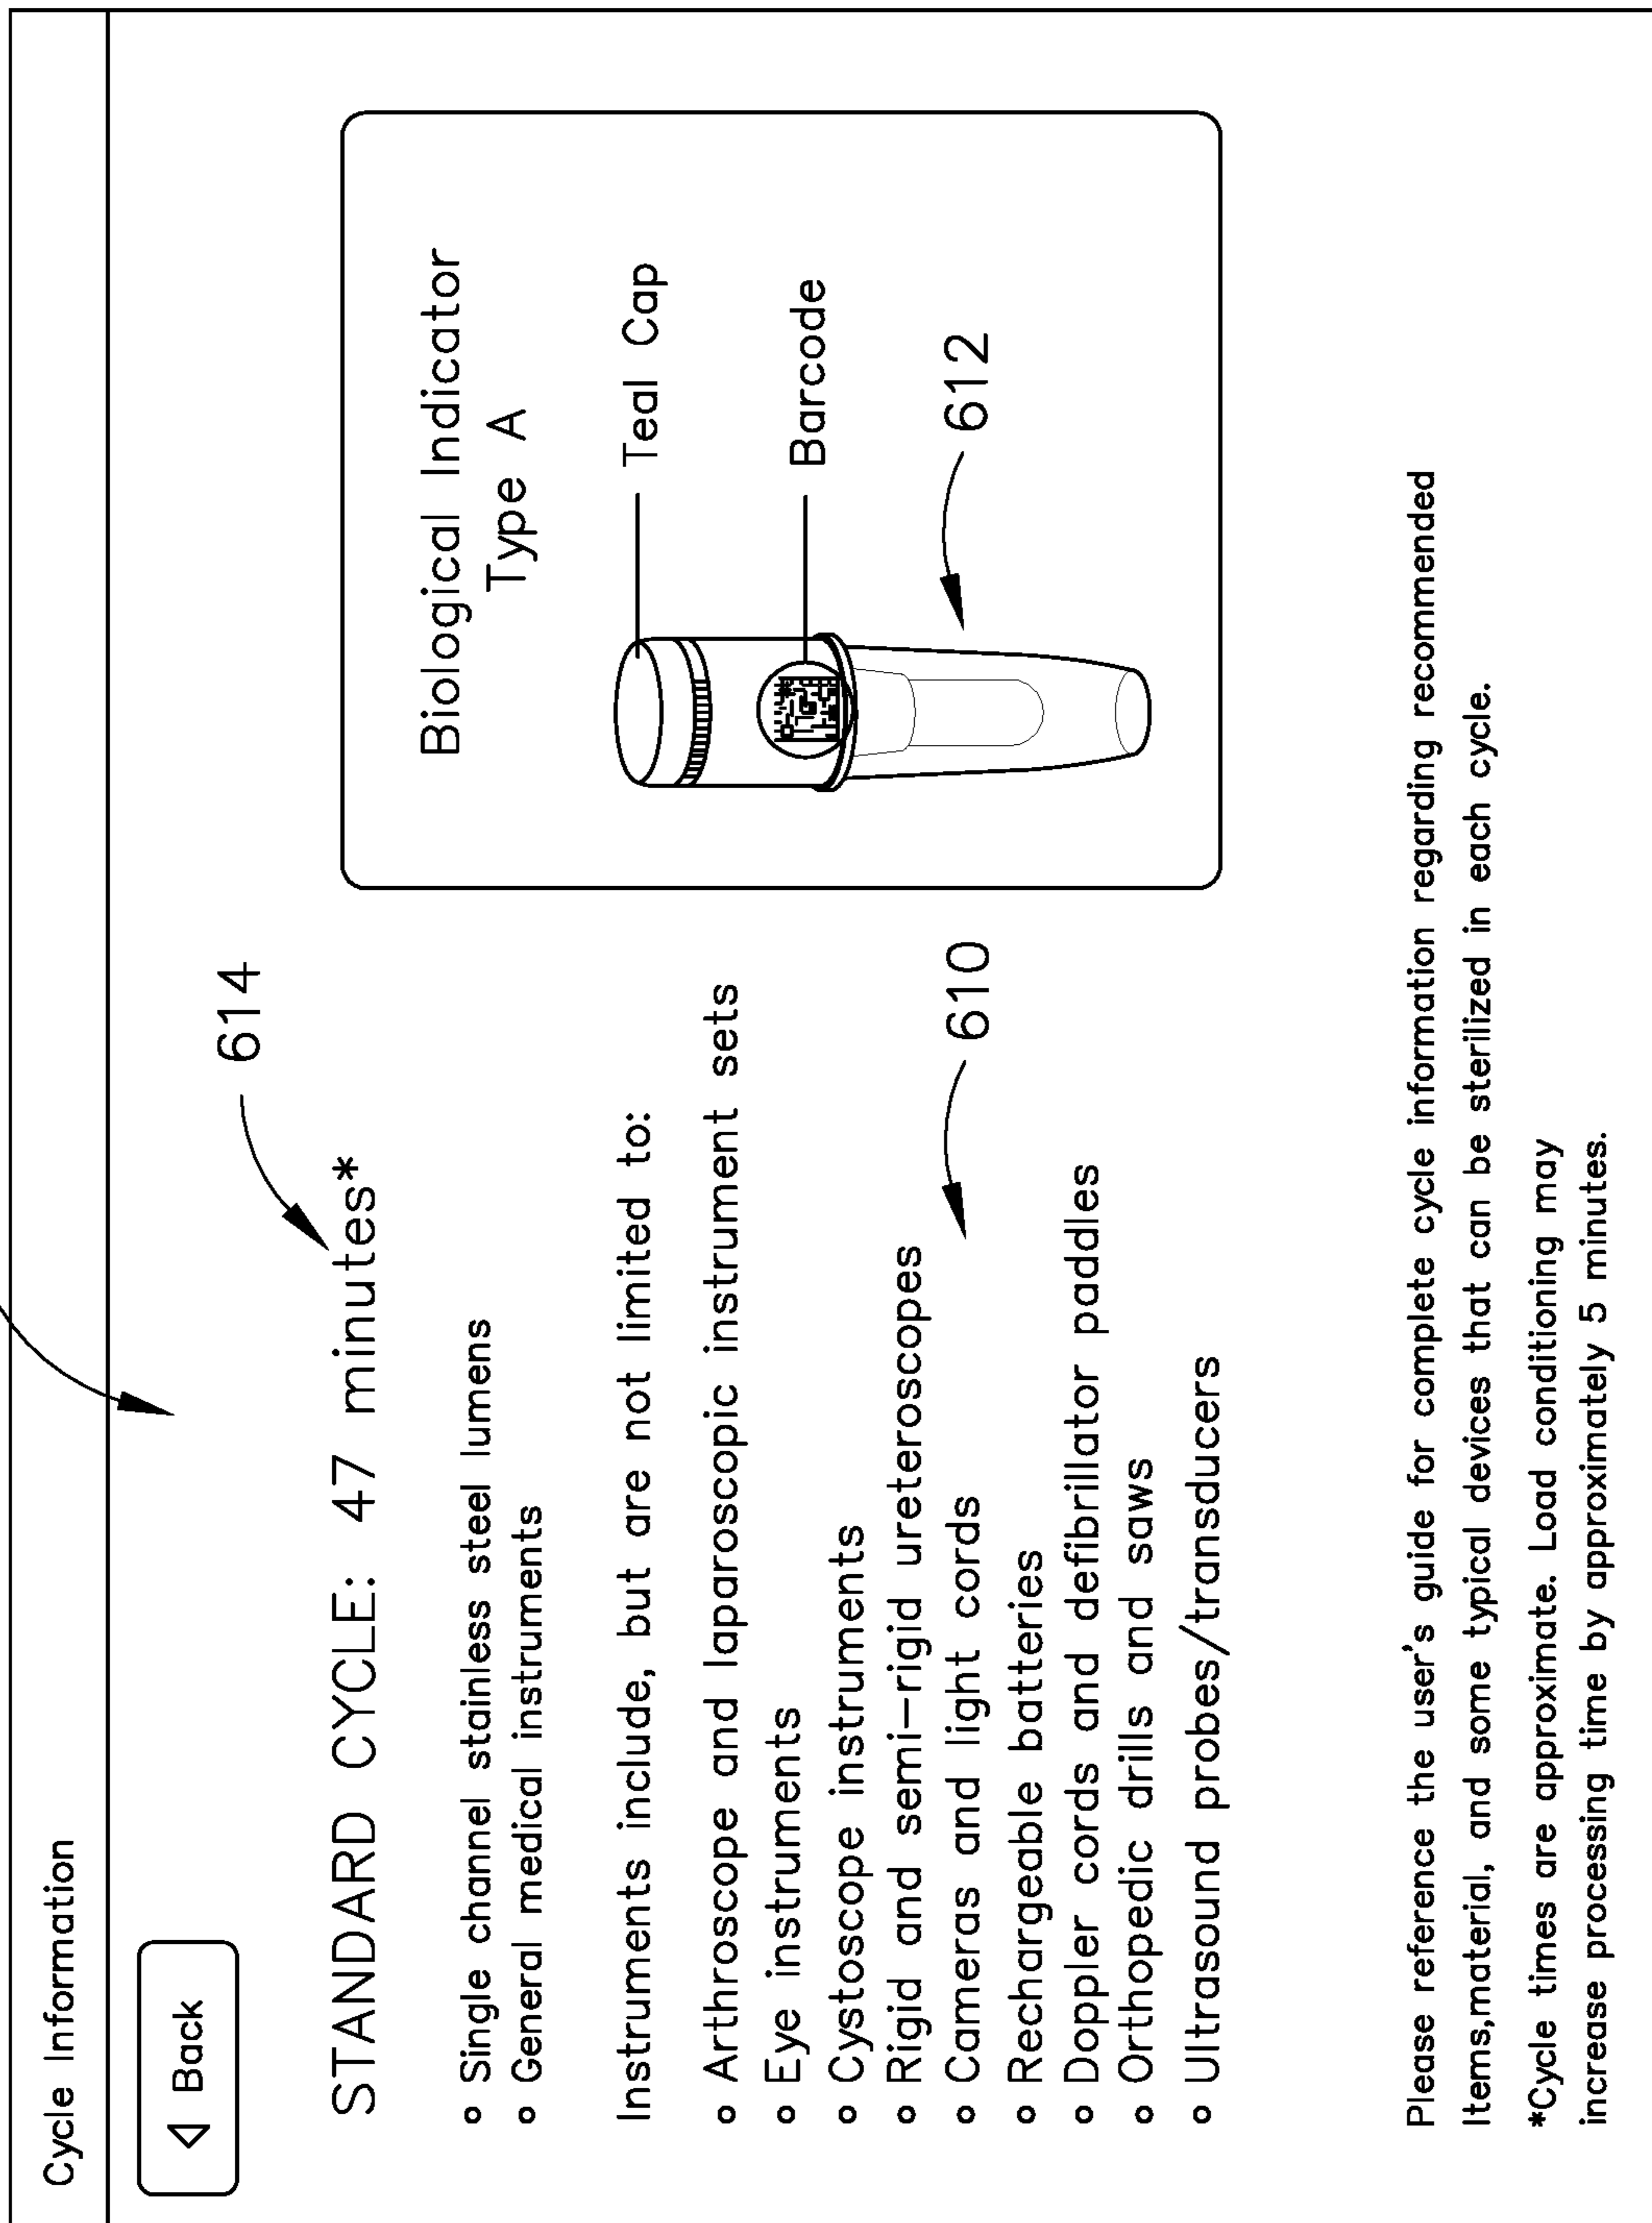 Cycle Information
Back
614
STANDARD CYCLE: 47 minutes*
o Single channel stainless steel lumens
o General medical instruments
Instruments include, but are not limited to:
o Arthroscope and laparoscopic instrument sets
o Eye instruments
o Cystoscope instruments
o Rigid and semi-rigid ureteroscopes
o Cameras and light cords
o Rechargeable batteries
o Doppler cords and defibrillator paddles
o Orthopedic drills and saws
o Ultrasound probes/transducers
610
Biological Indicator
Type A
Teal Cap
Barcode
612
Please reference the user's guide for complete cycle information regarding recommended
Items,material, and some typical devices that can be sterilized in each cycle.
*Cycle times are approximate. Load conditioning may
increase processing time by approximately 5 minutes.